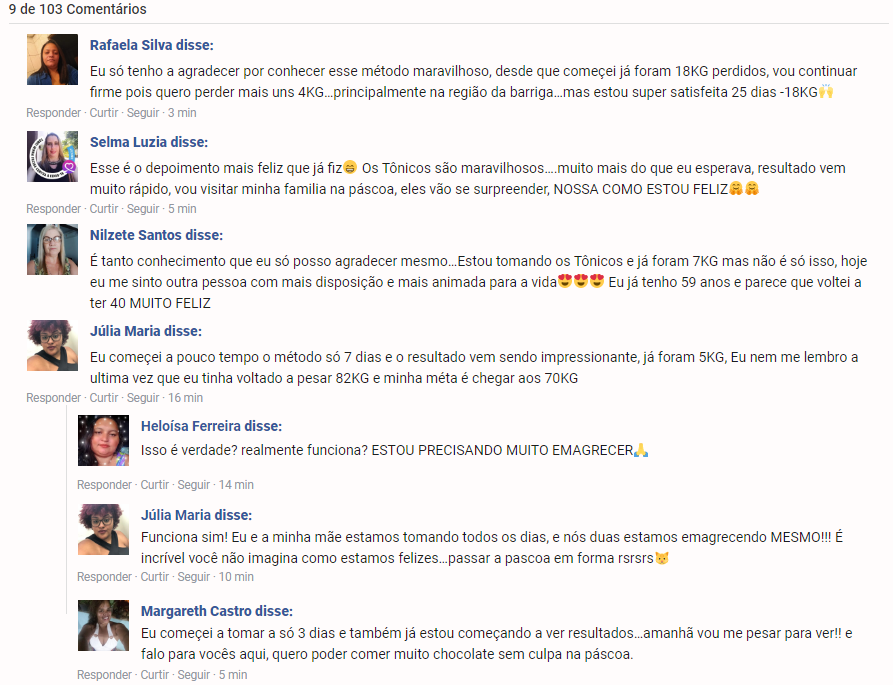 9 de 103 Comentários
Rafaela Silva disse:
Eu só tenho a agradecer por conhecer esse método maravilhoso, desde que começei já foram 18KG perdidos, vou continuar
firme pois quero perder mais uns 4KG...principalmente na região da barriga...mas estou super satisfeita 25 dias -18KG🙌
Responder · Curtir · Seguir · 3 min
Selma Luzia disse:
Esse é o depoimento mais feliz que já fiz😄 Os Tônicos são maravilhosos....muito mais do que eu esperava, resultado vem
muito rápido, vou visitar minha familia na páscoa, eles vão se surpreender, NOSSA COMO ESTOU FELIZ🤗🤗
Responder · Curtir · Seguir · 5 min
Nilzete Santos disse:
É tanto conhecimento que eu só posso agradecer mesmo...Estou tomando os Tônicos e já foram 7KG mas não é só isso, hoje
eu me sinto outra pessoa com mais disposição e mais animada para a vida😍😍😍 Eu já tenho 59 anos e parece que voltei a
ter 40 MUITO FELIZ
Júlia Maria disse:
Eu começei a pouco tempo o método só 7 dias e o resultado vem sendo impressionante, já foram 5KG, Eu nem me lembro a
ultima vez que eu tinha voltado a pesar 82KG e minha méta é chegar aos 70KG
Responder · Curtir · Seguir · 16 min
Heloísa Ferreira disse:
Isso é verdade? realmente funciona? ESTOU PRECISANDO MUITO EMAGRECER🙏
Responder · Curtir · Seguir · 14 min
Júlia Maria disse:
Funciona sim! Eu e a minha mãe estamos tomando todos os dias, e nós duas estamos emagrecendo MESMO!!! É
incrível você não imagina como estamos felizes...passar a pascoa em forma rsrsrs😼
Responder · Curtir · Seguir · 10 min
Margareth Castro disse:
Eu começei a tomar a só 3 dias e também já estou começando a ver resultados...amanhã vou me pesar para ver!! e
falo para vocês aqui, quero poder comer muito chocolate sem culpa na páscoa.
Responder · Curtir · Seguir · 5 min